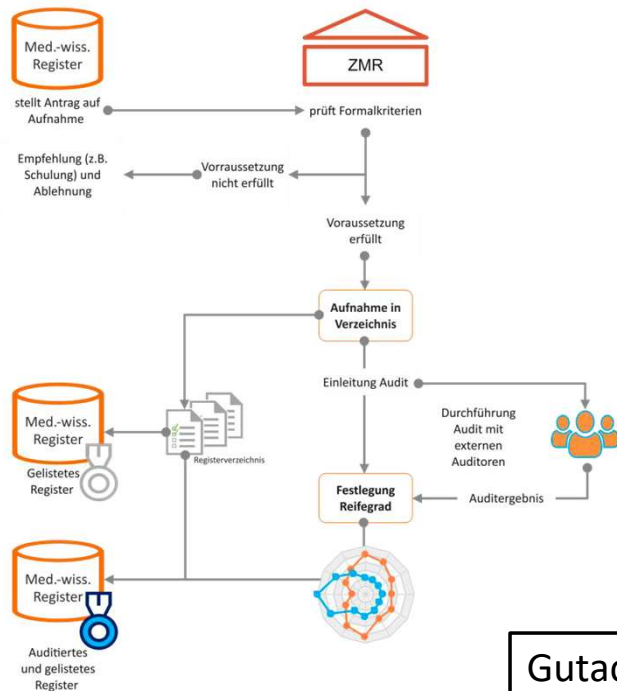 Med.-wiss.
Register
ZMR
stellt Antrag auf
Aufnahme
prüft Formalkriterien
Empfehlung (z.B.
Schulung) und
Ablehnung
Vorraussetzung
nicht erfüllt
Voraussetzung
erfüllt
Aufnahme in
Verzeichnis
Einleitung Audit
Med.-wiss.
Register
Gelistetes
Register
Registerverzeichnis
Durchführung
Audit mit
externen
Auditoren
Festlegung
Reifegrad
Auditergebnis
Med.-wiss.
Register
Auditiertes
und gelistetes
Register